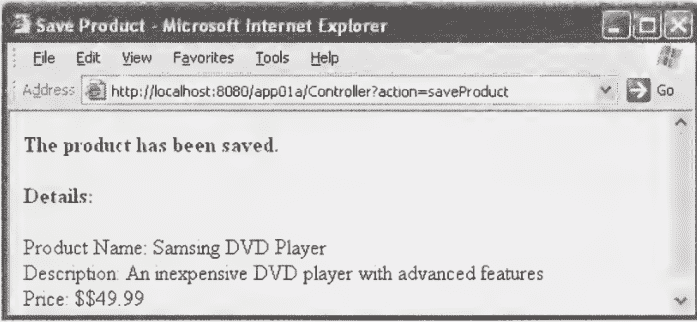 Save Product - Microsoft Internet Explorer
File Edit View Favorites Tools Help
Address http://localhost:8080/app01a/Controller?action=saveProduct Go
The product has been saved.
Details:
Product Name: Samsing DVD Player
Description: An inexpensive DVD player with advanced features
Price: $$49.99